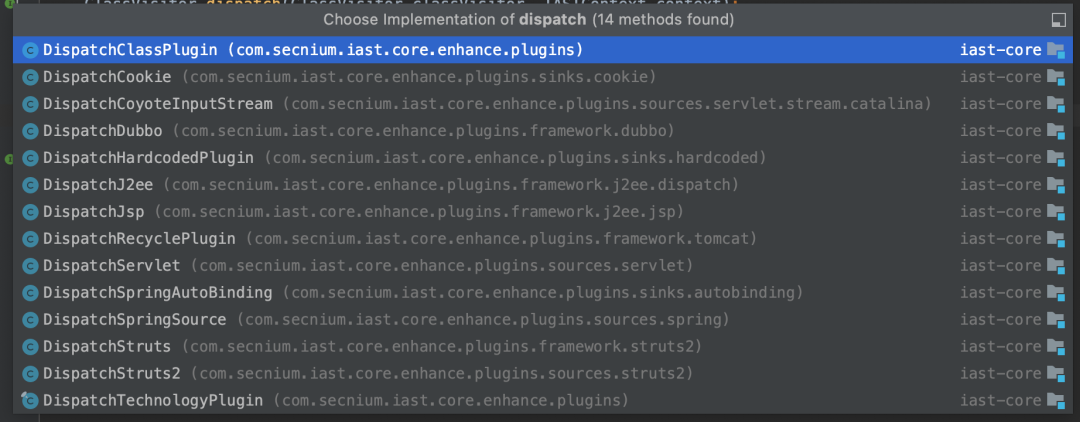 Choose Implementation of dispatch (14 methods found)
DispatchClassPlugin (com.secnium.iast.core.enhance.plugins) iast-core
DispatchCookie (com.secnium.iast.core.enhance.plugins.sinks.cookie) iast-core
DispatchCoyoteInputStream (com.secnium.iast.core.enhance.plugins.sources.servlet.stream.catalina) iast-core
DispatchDubbo (com.secnium.iast.core.enhance.plugins.framework.dubbo) iast-core
DispatchHardcodedPlugin (com.secnium.iast.core.enhance.plugins.sinks.hardcoded) iast-core
DispatchJ2ee (com.secnium.iast.core.enhance.plugins.framework.j2ee.dispatch) iast-core
DispatchJsp (com.secnium.iast.core.enhance.plugins.framework.j2ee.jsp) iast-core
DispatchRecyclePlugin (com.secnium.iast.core.enhance.plugins.framework.tomcat) iast-core
DispatchServlet (com.secnium.iast.core.enhance.plugins.sources.servlet) iast-core
DispatchSpringAutoBinding (com.secnium.iast.core.enhance.plugins.sinks.autobinding) iast-core
DispatchSpringSource (com.secnium.iast.core.enhance.plugins.sources.spring) iast-core
DispatchStruts (com.secnium.iast.core.enhance.plugins.framework.struts2) iast-core
DispatchStruts2 (com.secnium.iast.core.enhance.plugins.sources.struts2) iast-core
DispatchTechnologyPlugin (com.secnium.iast.core.enhance.plugins) iast-core